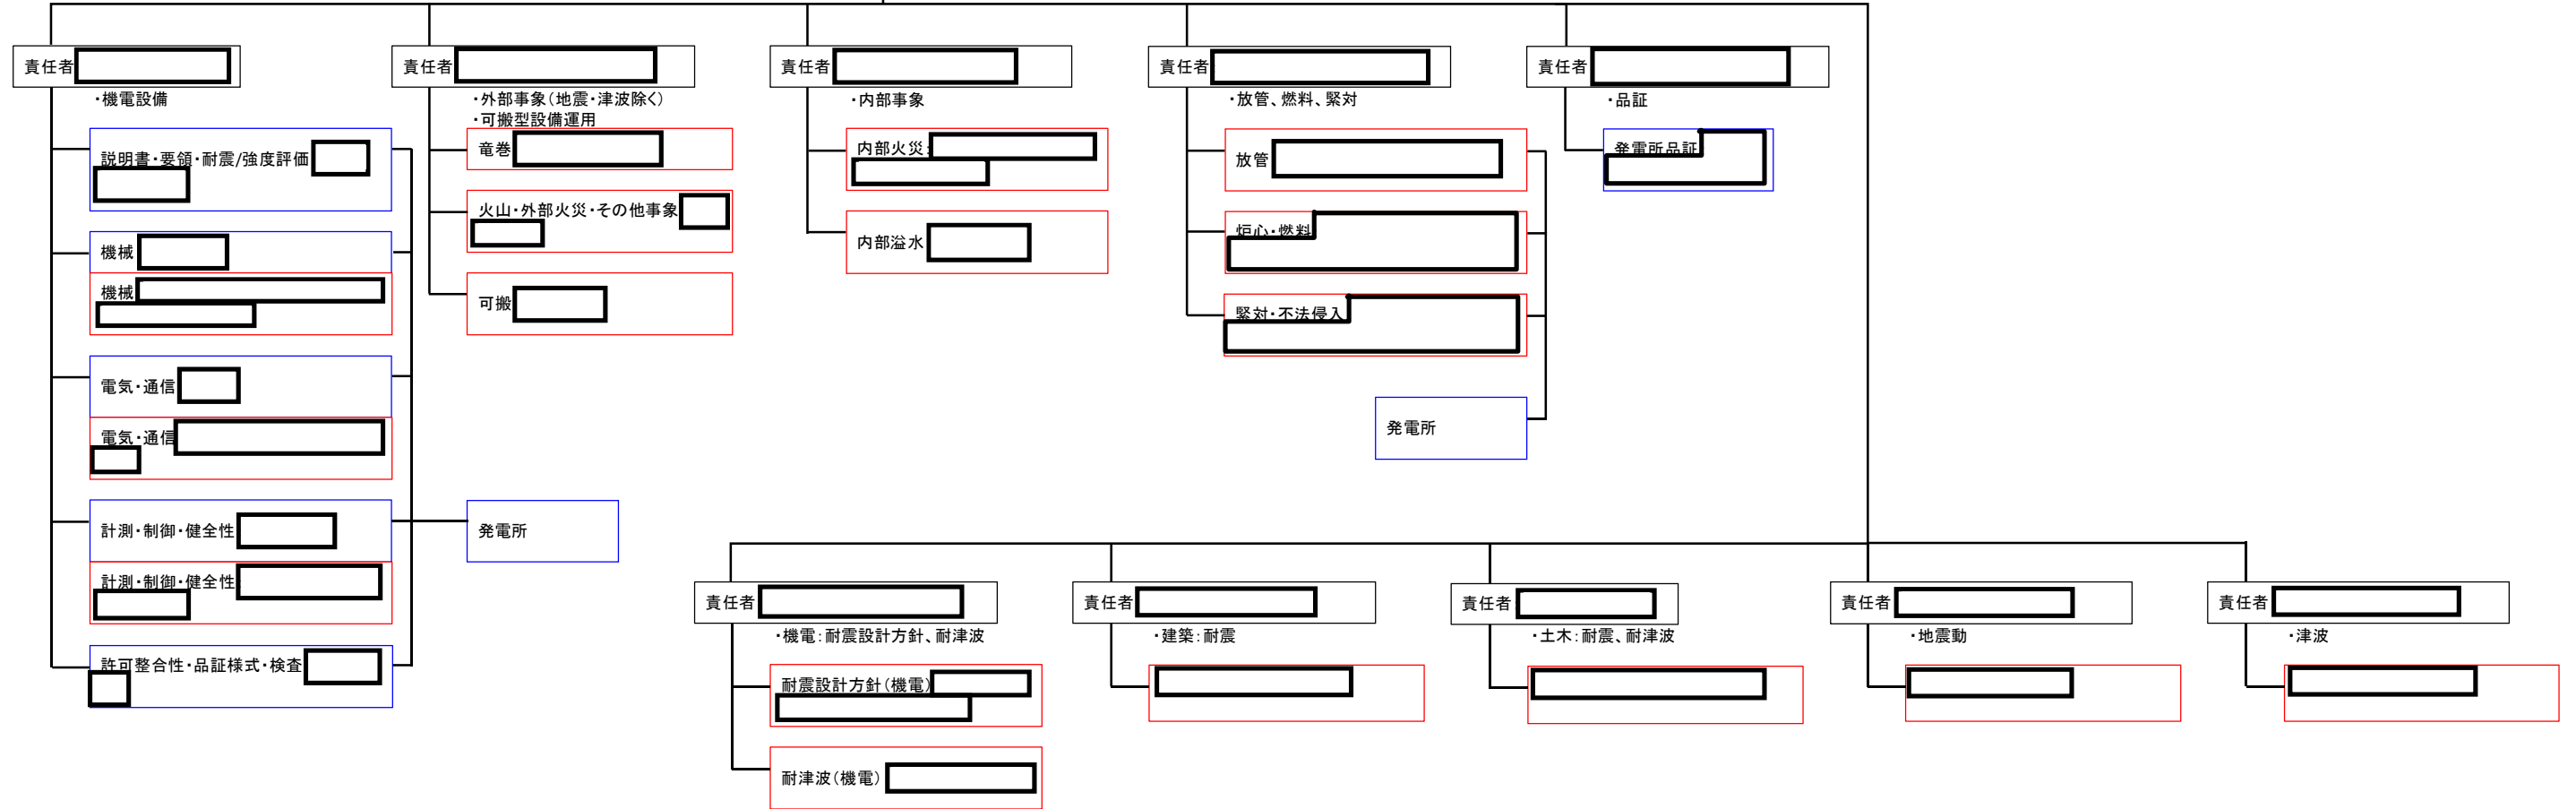 責任者
・機電設備
説明書・要領・耐震/強度評価
機械
機械
電気・通信
電気・通信
計測・制御・健全性
計測・制御・健全性
許可整合性・品証様式・検査
発電所
責任者
・外部事象（地震・津波除く）
・可搬型設備運用
竜巻
火山・外部火災・その他事象
可搬
責任者
・内部事象
内部火災
内部溢水
責任者
・放管、燃料、緊対
放管
炉心・燃料
緊対・不法侵入
発電所
責任者
・品証
発電所品証
責任者
・機電：耐震設計方針、耐津波
耐震設計方針（機電）
耐津波（機電）
責任者
・建築：耐震
責任者
・土木：耐震、耐津波
責任者
・地震動
責任者
・津波